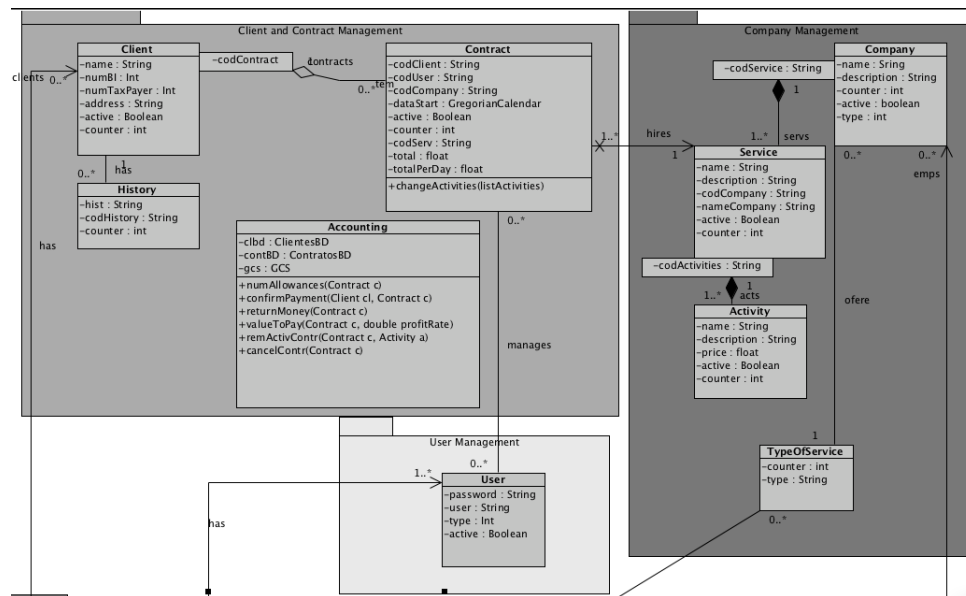 Client and Contract Management
Client
-name : String
-numBI : Int
-numTaxPayer : Int
-address : String
-active : Boolean
-counter : int
clients
0..*
-codContract
1
contracts
0..*
tem
Contract
-codClient : String
-codUser : String
-codCompany : String
-dataStart : GregorianCalendar
-active : Boolean
-counter : int
-codServ : String
-total : float
-totalPerDay : float
+changeActivities(listActivities)
1
has
0..*
History
-hist : String
-codHistory : String
-counter : int
has
Accounting
-clbd : ClientesBD
-contBD : ContratosBD
-gcs : GCS
+numAllowances(Contract c)
+confirmPayment(Client cl, Contract c)
+returnMoney(Contract c)
+valueToPay(Contract c, double profitRate)
+remActivContr(Contract c, Activity a)
+cancelContr(Contract c)
0..*
manages
0..*
1..*
hires
1
Company Management
Company
-name : Sring
-description : String
-counter : int
-active : boolean
-type : int
-codService : String
1
1..*
servs
0..*
0..*
emps
Service
-name : String
-description : String
-codCompany : String
-nameCompany : String
-active : Boolean
-counter : int
-codActivities : String
1
1..*
acts
ofere
Activity
-name : String
-description : String
-price : float
-active : Boolean
-counter : int
1
TypeOfService
-counter : int
-type : String
0..*
User Management
1..*
User
-password : String
-user : String
-type : Int
-active : Boolean
has